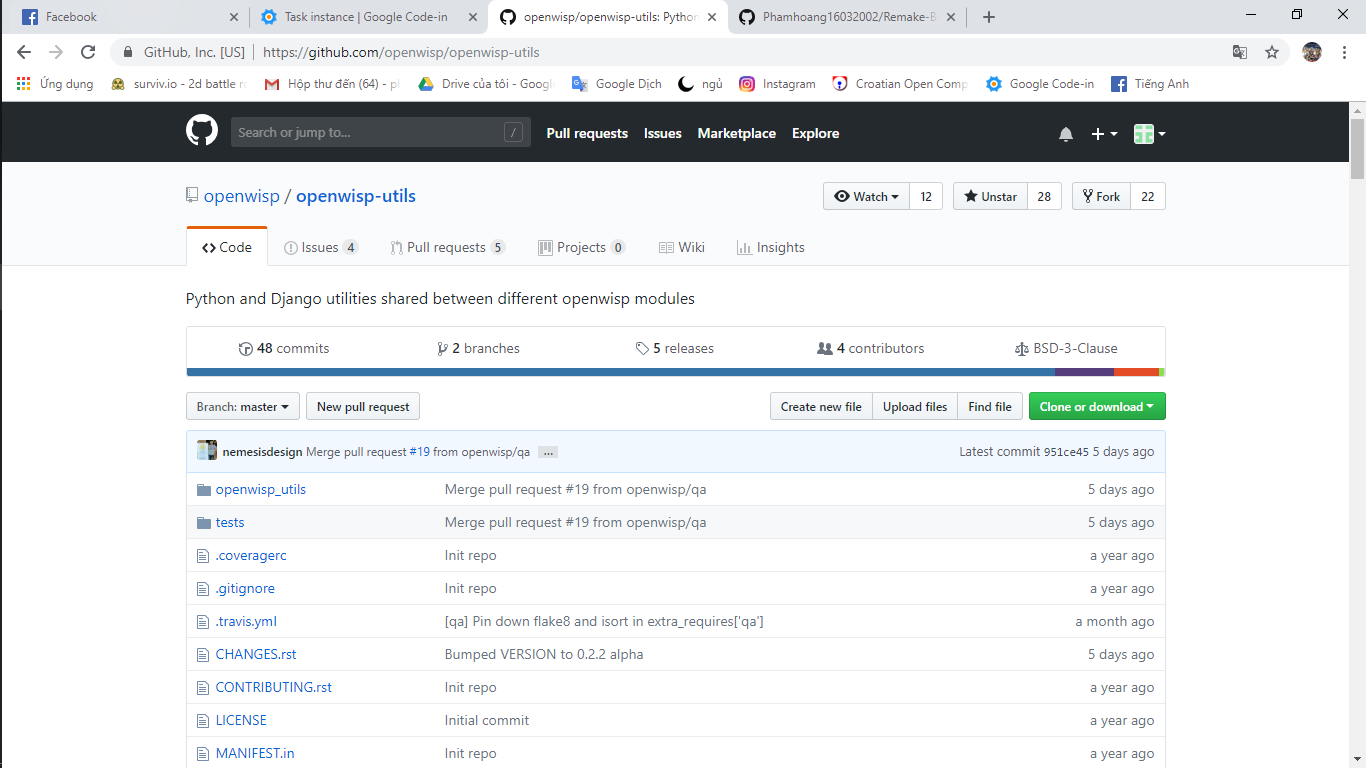 Facebook
Task instance | Google Code-in
openwisp/openwisp-utils: Python
Phamhoang16032002/Remake-B
GitHub, Inc. [US] | https://github.com/openwisp/openwisp-utils
Ứng dụng surviv.io - 2d battle ro Hộp thư đến (64) - ph Drive của tôi - Google Google Dịch ngủ Instagram Croatian Open Comp Google Code-in Tiếng Anh
Search or jump to... / Pull requests Issues Marketplace Explore
openwisp / openwisp-utils Watch 12 Unstar 28 Fork 22
Code Issues 4 Pull requests 5 Projects 0 Wiki Insights
Python and Django utilities shared between different openwisp modules
48 commits 2 branches 5 releases 4 contributors BSD-3-Clause
Branch: master New pull request Create new file Upload files Find file Clone or download
nemesisdesign Merge pull request #19 from openwisp/qa ... Latest commit 951ce45 5 days ago
openwisp_utils Merge pull request #19 from openwisp/qa 5 days ago
tests Merge pull request #19 from openwisp/qa 5 days ago
.coveragerc Init repo a year ago
.gitignore Init repo a year ago
.travis.yml [qa] Pin down flake8 and isort in extra_requires['qa'] a month ago
CHANGES.rst Bumped VERSION to 0.2.2 alpha 5 days ago
CONTRIBUTING.rst Init repo a year ago
LICENSE Initial commit a year ago
MANIFEST.in Init repo a year ago